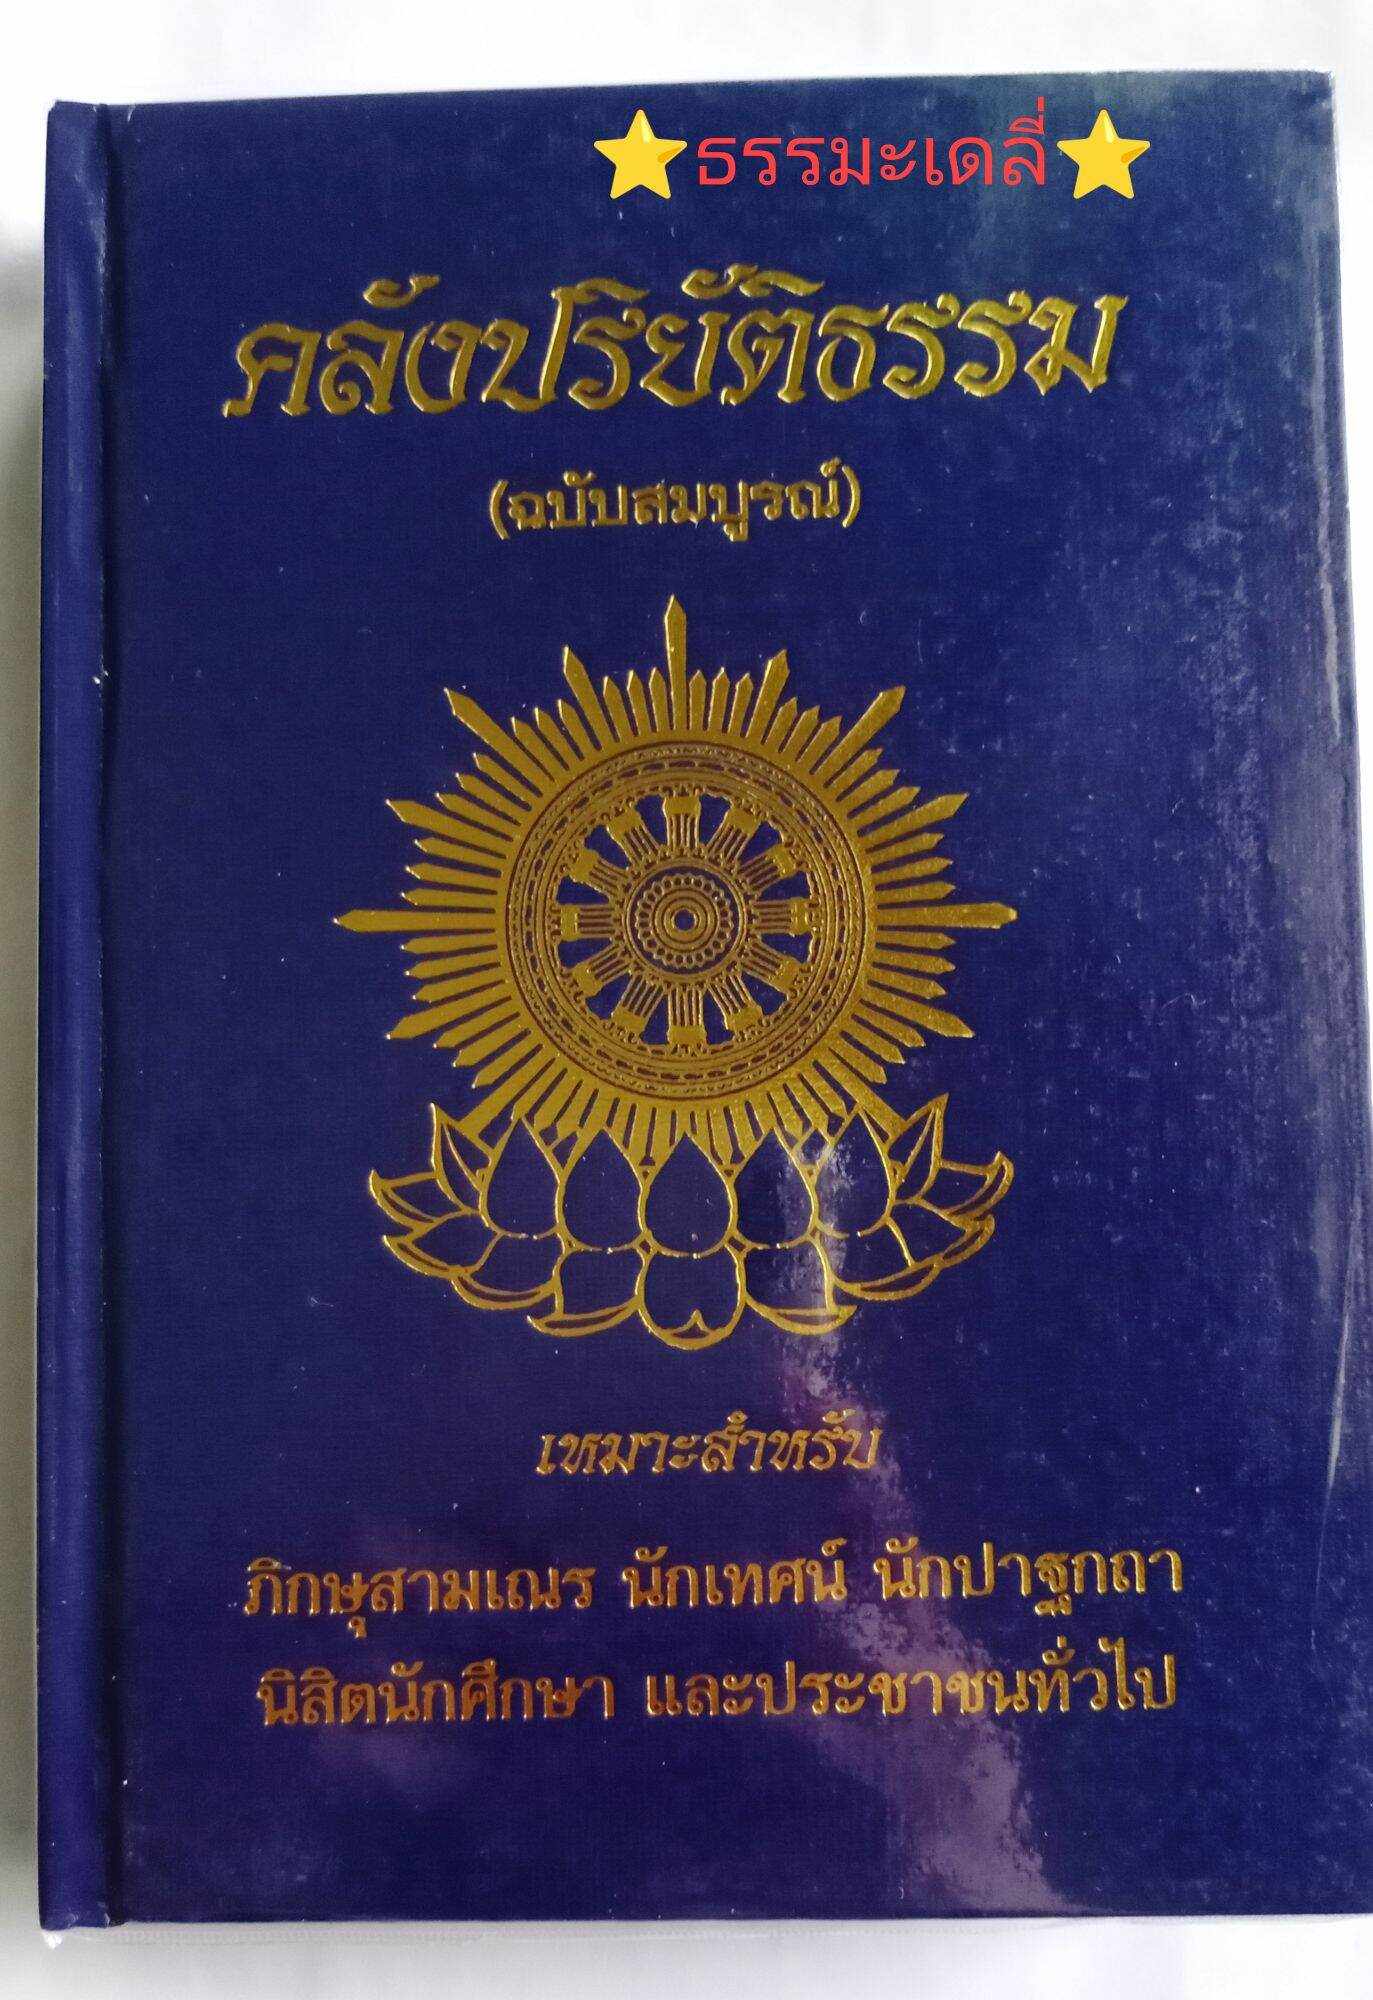 ⭐ธรรมะเดลี่⭐
คลังปริยัติธรรม
(ฉบับสมบูรณ์)
เหมาะสำหรับ
ภิกษุสามเณร นักเทศน์ นักปาฐกถา
นิสิตนักศึกษา และประชาชนทั่วไป